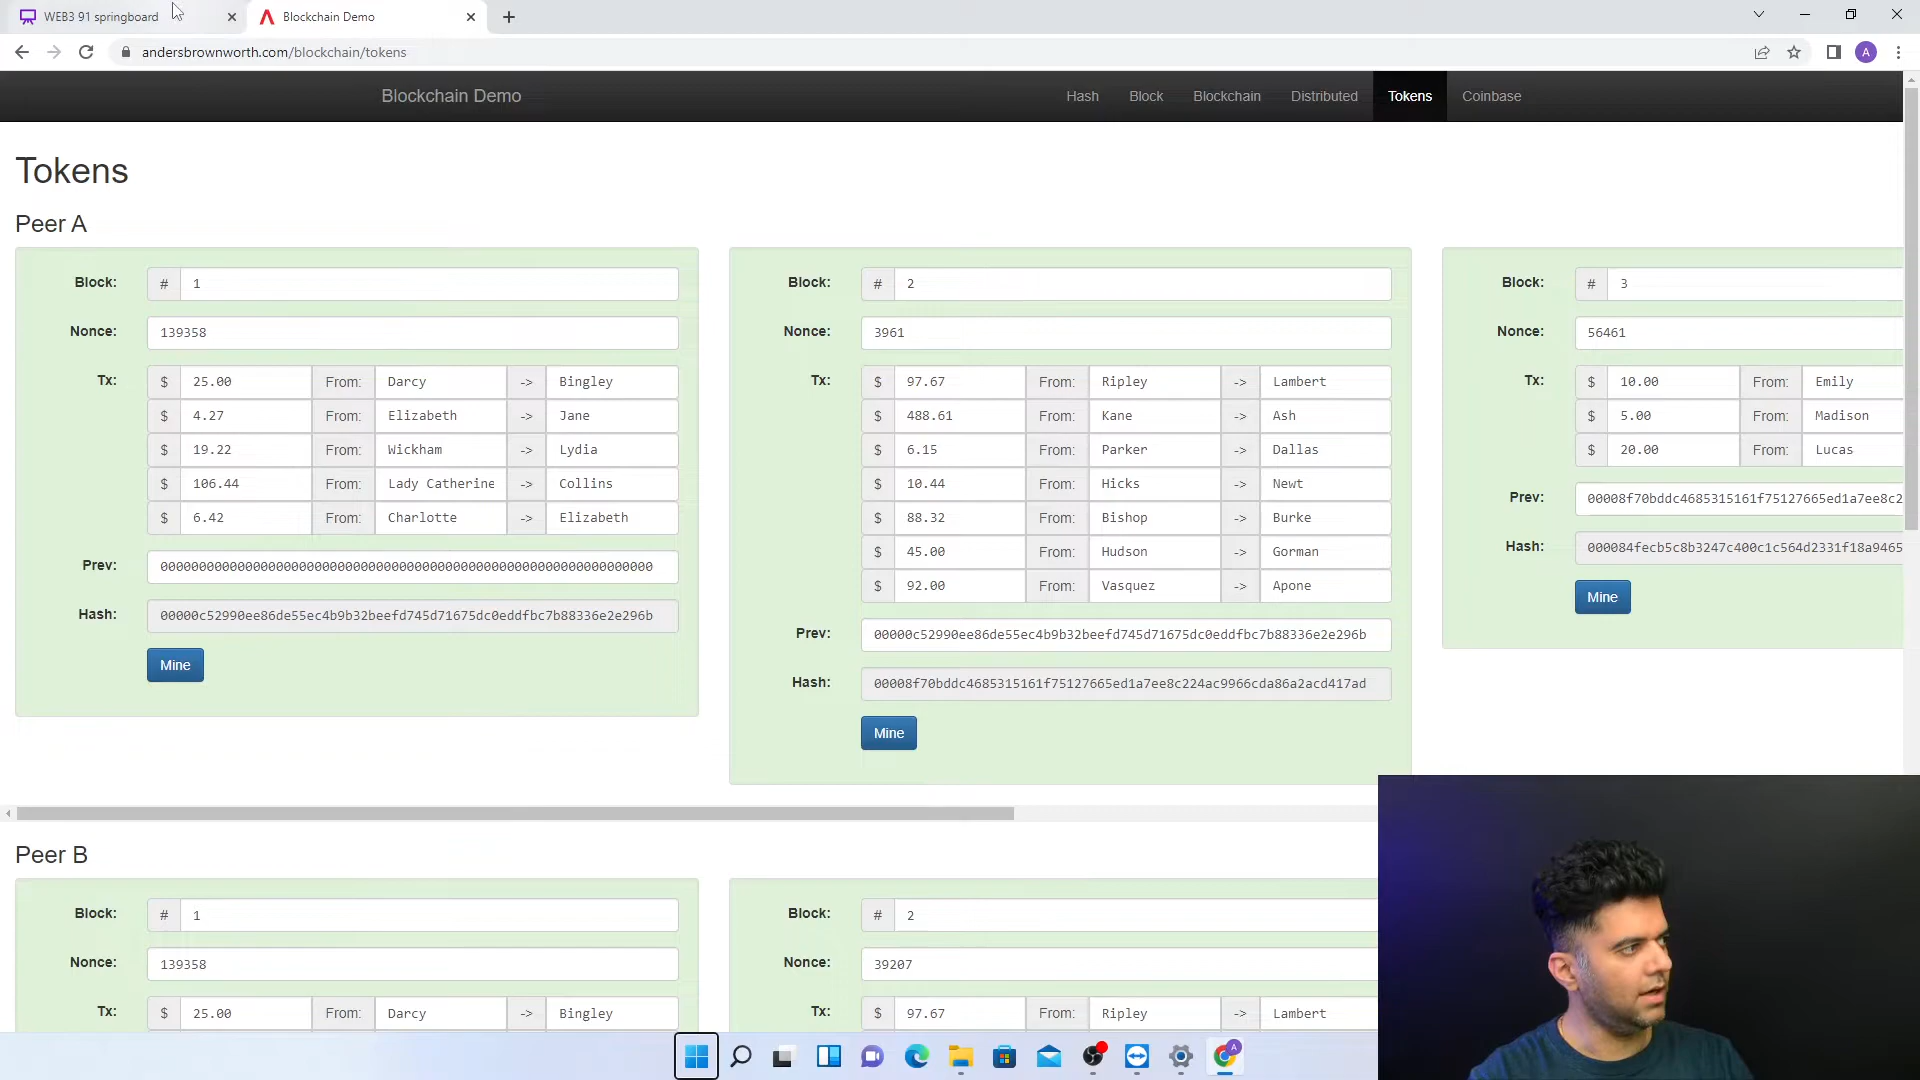 WEB3 91 springboard
Blockchain Demo
andersbrownworth.com/blockchain/tokens
A
Blockchain Demo Hash Block Blockchain Distributed Tokens Coinbase
Tokens
Peer A
Block: # 1
Nonce: 139358
Tx: $ 25.00 From: Darcy -> Bingley
$ 4.27 From: Elizabeth -> Jane
$ 19.22 From: Wickham -> Lydia
$ 106.44 From: Lady Catherine -> Collins
$ 6.42 From: Charlotte -> Elizabeth
Prev: 0000000000000000000000000000000000000000000000000000000000000000
Hash: 00000c52990ee86de55ec4b9b32beefd745d71675dc0eddfbc7b88336e2e296b
Mine
Block: # 2
Nonce: 3961
Tx: $ 97.67 From: Ripley -> Lambert
$ 488.61 From: Kane -> Ash
$ 6.15 From: Parker -> Dallas
$ 10.44 From: Hicks -> Newt
$ 88.32 From: Bishop -> Burke
$ 45.00 From: Hudson -> Gorman
$ 92.00 From: Vasquez -> Apone
Prev: 00000c52990ee86de55ec4b9b32beefd745d71675dc0eddfbc7b88336e2e296b
Hash: 00008f70bddc4685315161f75127665ed1a7ee8c224ac9966cda86a2acd417ad
Mine
Block: # 3
Nonce: 56461
Tx: $ 10.00 From: Emily
$ 5.00 From: Madison
$ 20.00 From: Lucas
Prev: 00008f70bddc4685315161f75127665ed1a7ee8c2
Hash: 000084fecb5c8b3247c400c1c564d2331f18a9465
Mine
Peer B
Block: # 1
Nonce: 139358
Tx: $ 25.00 From: Darcy -> Bingley
Block: # 2
Nonce: 39207
Tx: $ 97.67 From: Ripley -> Lambert
A